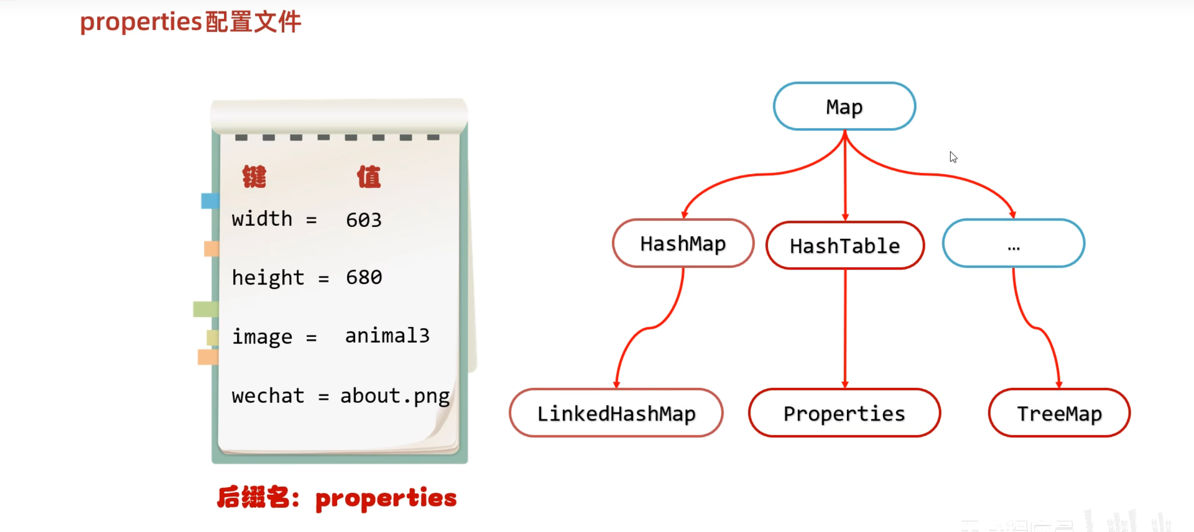 properties配置文件
键 值
width = 603
height = 680
image = animal3
wechat = about.png
后缀名：properties
Map
HashMap
HashTable
…
LinkedHashMap
Properties
TreeMap